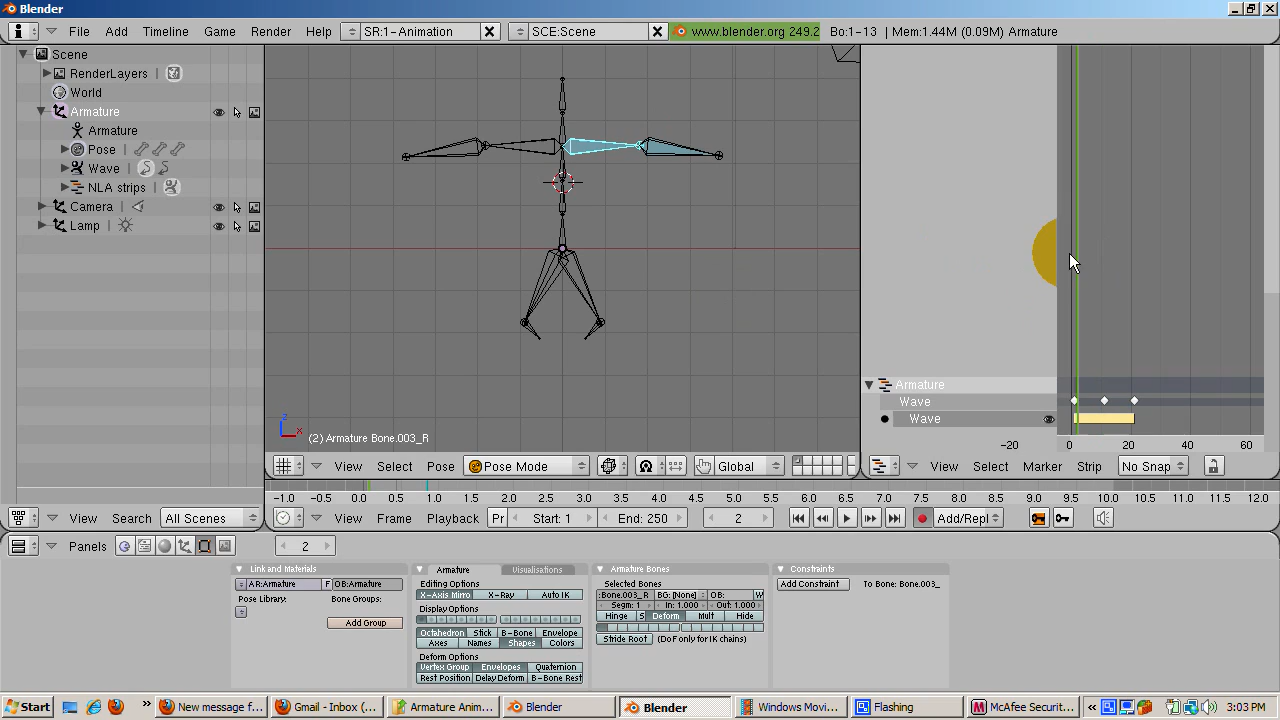 Blender
File Add Timeline Game Render Help SR:1-Animation SCE:Scene www.blender.org 249.2 Bo:1-13 | Mem:1.44M (0.09M) Armature
Scene
RenderLayers |
World
Armature
Armature
Pose |
Wave |
NLA strips |
Camera |
Lamp |
z
x
(2) Armature Bone.003_R
Armature
Wave
Wave
-20 0 20 40 60
View Select Pose Pose Mode Global
View Select Marker Strip No Snap
-1.0 -0.5 0.0 0.5 1.0 1.5 2.0 2.5 3.0 3.5 4.0 4.5 5.0 5.5 6.0 6.5 7.0 7.5 8.0 8.5 9.0 9.5 10.0 10.5 11.0 11.5 12.0
View Search All Scenes
View Frame Playback Pr Start: 1 End: 250 2 Add/Repl
Panels 2
Link and Materials
AR:Armature F OB:Armature
Pose Library: Bone Groups:
Add Group
Armature Visualisations
Editing Options
X-Axis Mirro X-Ray Auto IK
Display Options
Octahedron Stick B-Bone Envelope
Axes Names Shapes Colors
Deform Options
Vertex Group Envelopes Quaternion
Rest Position Delay Deform B-Bone Rest
Armature Bones
Selected Bones
:Bone.003_R BG: [None] OB: W
Segm: 1 In: 1.000 Out: 1.000
Hinge S Deform Mult Hide
Stride Root (DoF only for IK chains)
Constraints
Add Constraint To Bone: Bone.003_
Start » New message f... Gmail - Inbox (... Armature Anim... Blender Blender Windows Movi... Flashing McAfee Securit... « 3:03 PM